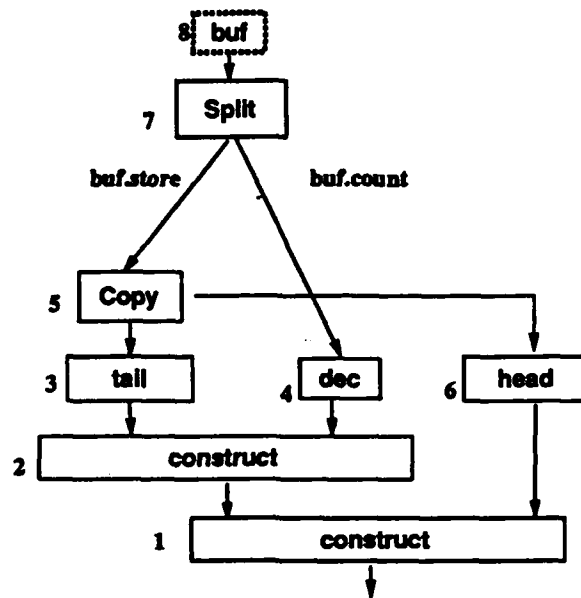 8 buf
7 Split
buf.store buf.count
5 Copy
3 tail 4 dec 6 head
2 construct
1 construct